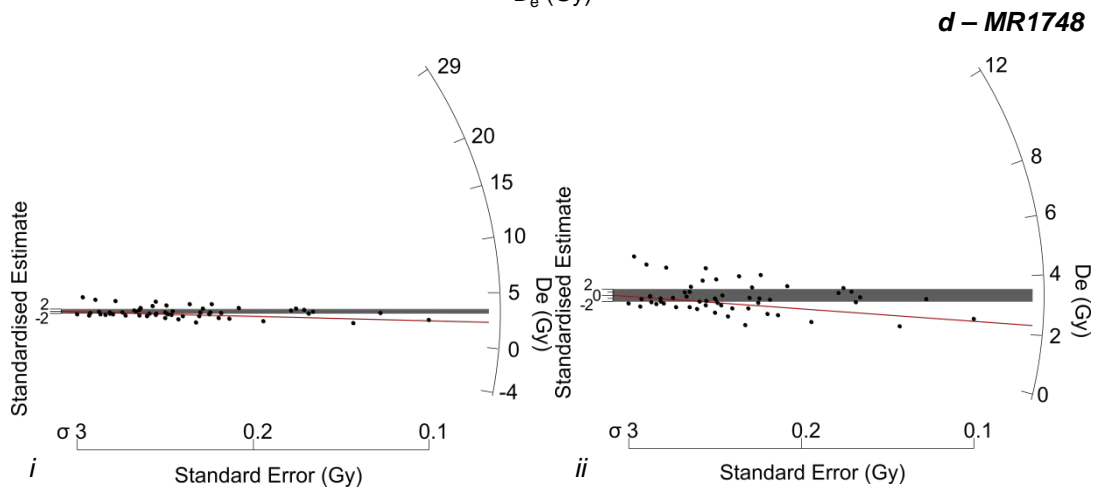 De (Gy)
d – MR1748
29
20
15
10
5
0
-4
De (Gy)
Standardised Estimate
2
-2
σ 3
0.2
0.1
Standard Error (Gy)
i
12
8
6
4
2
0
De (Gy)
Standardised Estimate
2
0
-2
σ 3
0.2
0.1
Standard Error (Gy)
ii